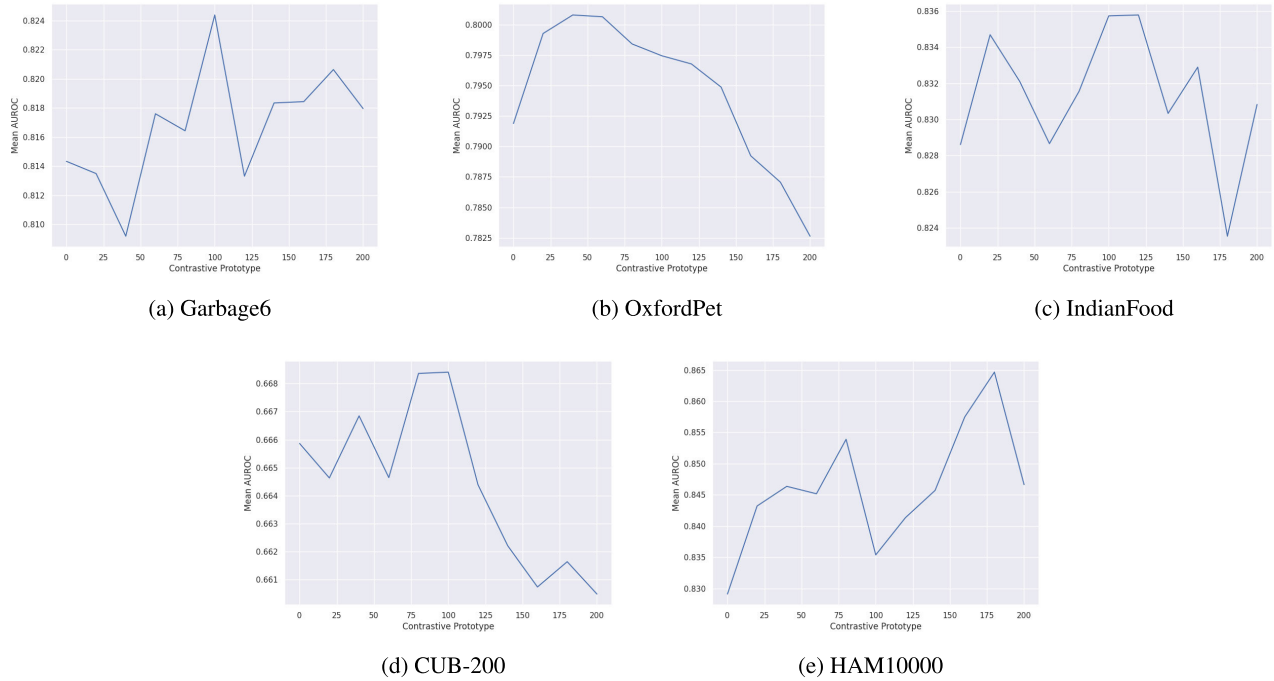 0.824
0.822
0.820
0.818
0.816
0.814
0.812
0.810
Mean AUROC
0 25 50 75 100 125 150 175 200
Contrastive Prototype
(a) Garbage6
0.8000
0.7975
0.7950
0.7925
0.7900
0.7875
0.7850
0.7825
Mean AUROC
0 25 50 75 100 125 150 175 200
Contrastive Prototype
(b) OxfordPet
0.836
0.834
0.832
0.830
0.828
0.826
0.824
Mean AUROC
0 25 50 75 100 125 150 175 200
Contrastive Prototype
(c) IndianFood
0.668
0.667
0.666
0.665
0.664
0.663
0.662
0.661
Mean AUROC
0 25 50 75 100 125 150 175 200
Contrastive Prototype
(d) CUB-200
0.865
0.860
0.855
0.850
0.845
0.840
0.835
0.830
Mean AUROC
0 25 50 75 100 125 150 175 200
Contrastive Prototype
(e) HAM10000